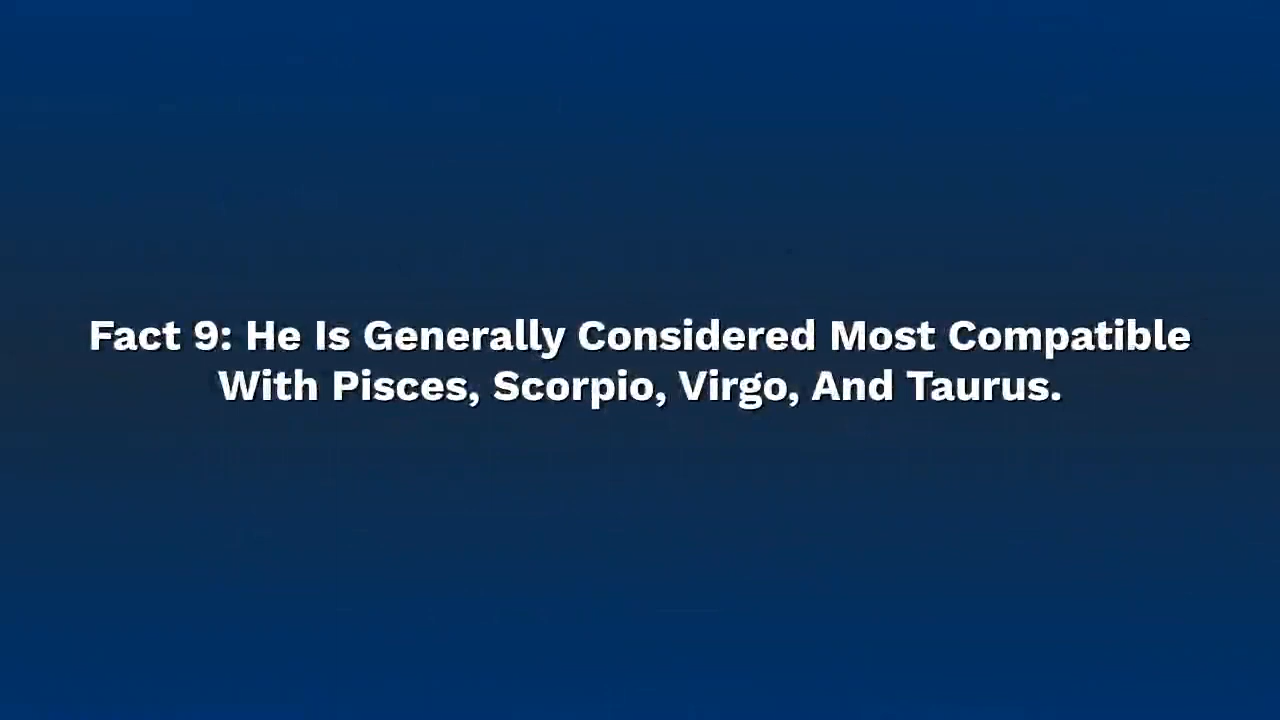 Fact 9: He Is Generally Considered Most Compatible
With Pisces, Scorpio, Virgo, And Taurus.